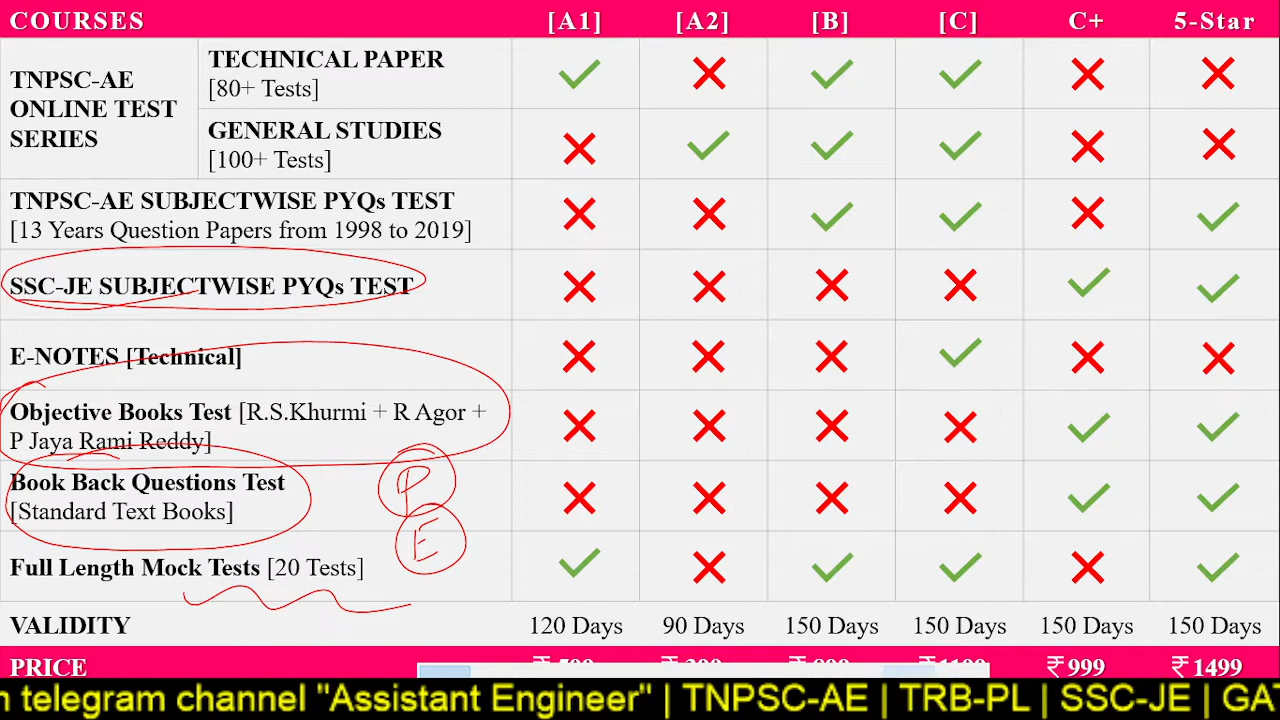 COURSES [A1] [A2] [B] [C] C+ 5-Star
TNPSC-AE
ONLINE TEST
SERIES
TECHNICAL PAPER
[80+ Tests]
GENERAL STUDIES
[100+ Tests]
TNPSC-AE SUBJECTWISE PYQs TEST
[13 Years Question Papers from 1998 to 2019]
SSC-JE SUBJECTWISE PYQs TEST
E-NOTES [Technical]
Objective Books Test [R.S.Khurmi + R Agor +
P Jaya Rami Reddy]
Book Back Questions Test
[Standard Text Books]
P
E
Full Length Mock Tests [20 Tests]
VALIDITY 120 Days 90 Days 150 Days 150 Days 150 Days 150 Days
PRICE ₹999 ₹1499
telegram channel "Assistant Engineer" | TNPSC-AE | TRB-PL | SSC-JE |